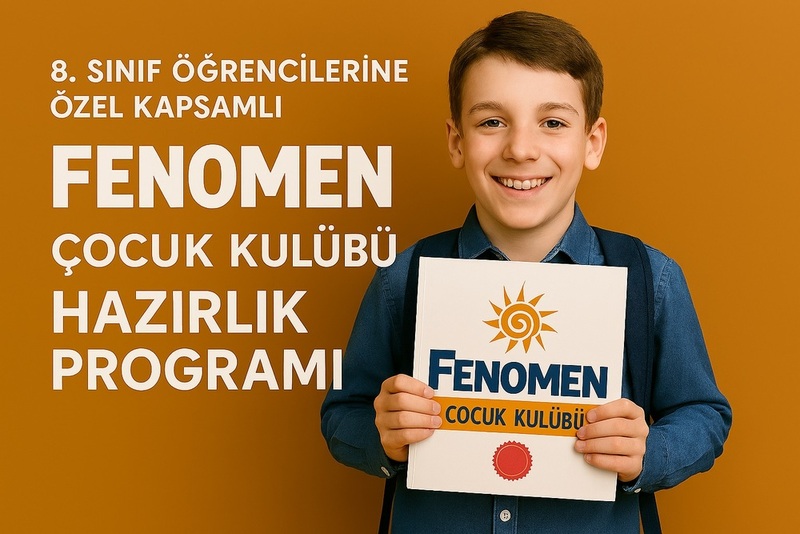 8. SINIF ÖĞRENCİLERİNE
ÖZEL KAPSAMLI
FENOMEN
ÇOCUK KULÜBÜ
HAZIRLIK
PROGRAMI
FENOMEN
ÇOCUK KULÜBÜ